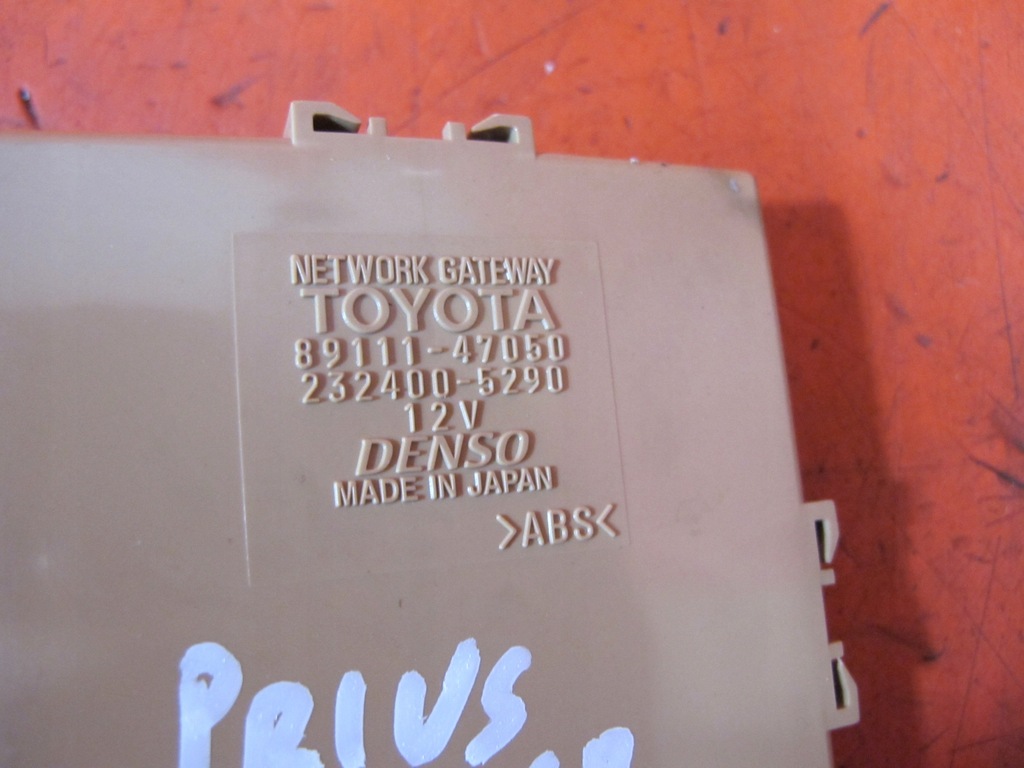 NETWORK GATEWAY
TOYOTA
89111-47050
232400-5290
12V
DENSO
MADE IN JAPAN
>ABS<
PRIUS